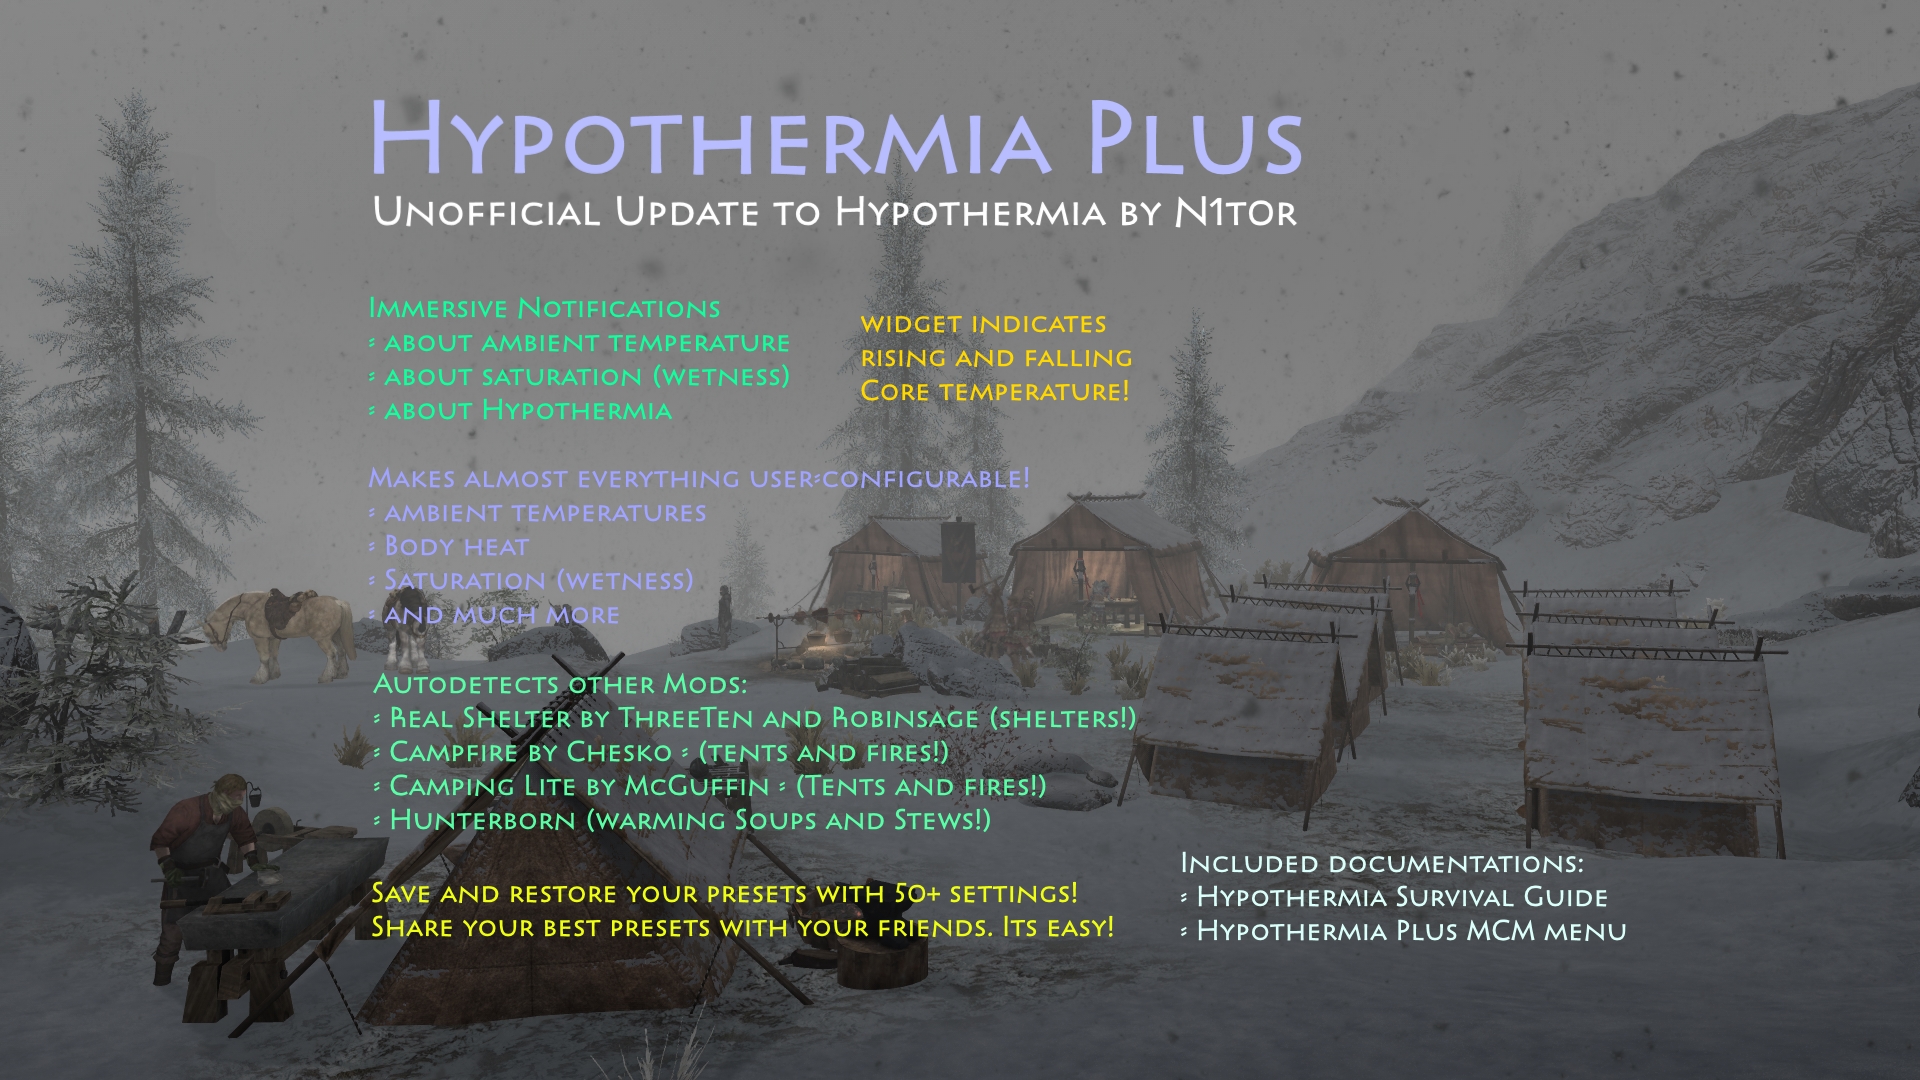 Hypothermia Plus
Unofficial Update to Hypothermia by N1t0r
Immersive Notifications
- about ambient temperature
- about saturation (wetness)
- about Hypothermia
widget indicates
rising and falling
Core temperature!
Makes almost everything user-configurable!
- ambient temperatures
- Body heat
- Saturation (wetness)
- and much more
Autodetects other Mods:
- Real Shelter by ThreeTen and Robinsage (shelters!)
- Campfire by Chesko - (tents and fires!)
- Camping Lite by McGuffin - (Tents and fires!)
- Hunterborn (warming Soups and Stews!)
Save and restore your presets with 50+ settings!
Share your best presets with your friends. Its easy!
Included documentations:
- Hypothermia Survival Guide
- Hypothermia Plus MCM menu